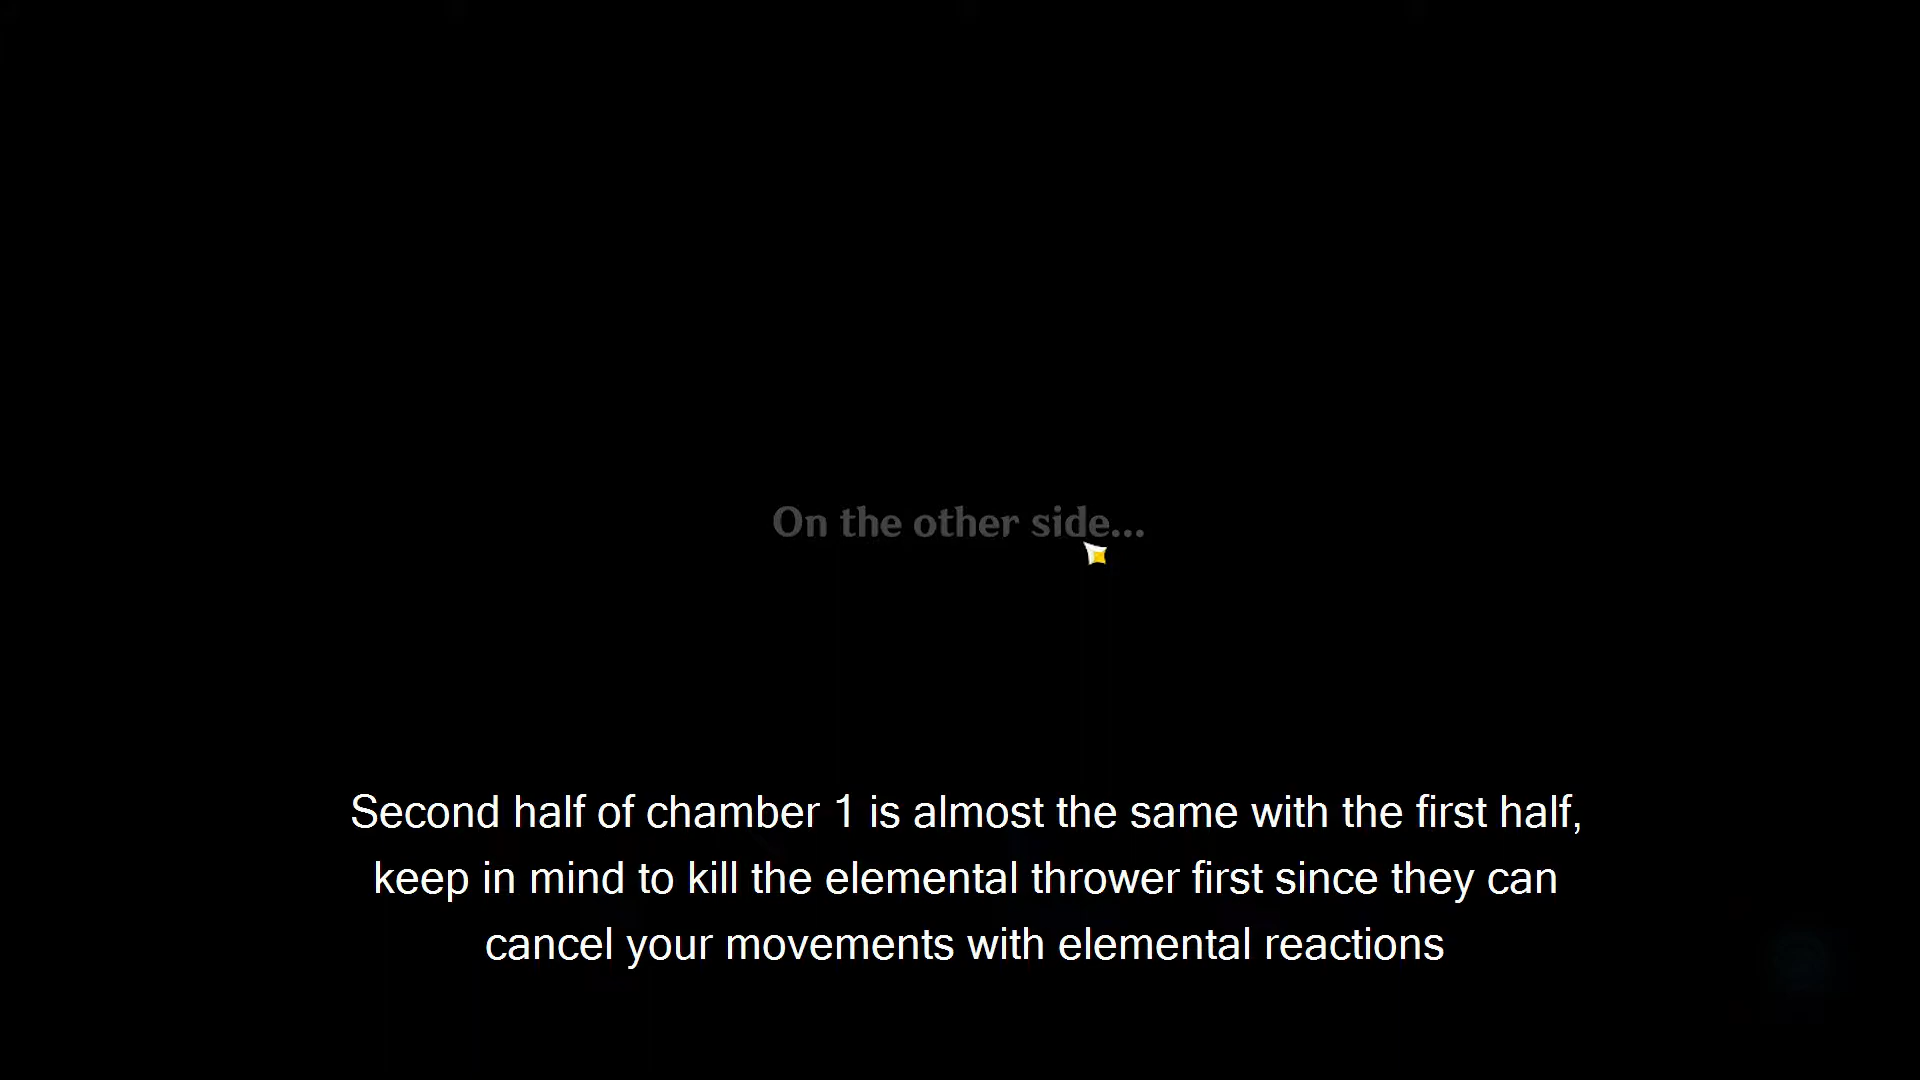 On the other side...
Second half of chamber 1 is almost the same with the first half,
keep in mind to kill the elemental thrower first since they can
cancel your movements with elemental reactions